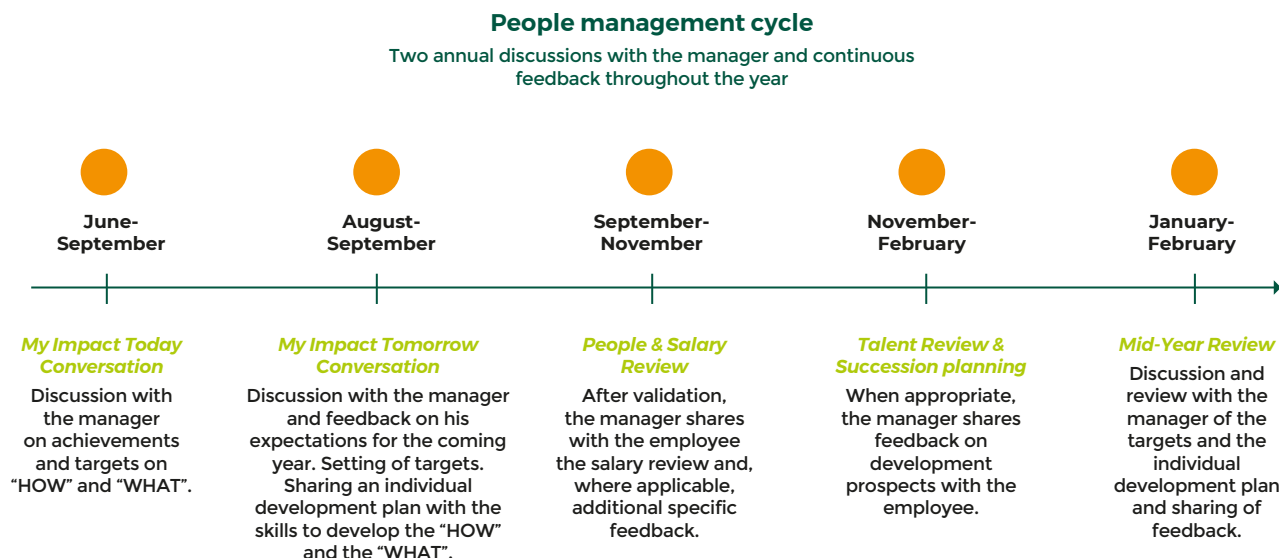 People management cycle
Two annual discussions with the manager and continuous
feedback throughout the year
June-
September
August-
September
September-
November
November-
February
January-
February
My Impact Today
Conversation
Discussion with
the manager
on achievements
and targets on
“HOW” and “WHAT”.
My Impact Tomorrow
Conversation
Discussion with the manager
and feedback on his
expectations for the coming
year. Setting of targets.
Sharing an individual
development plan with the
skills to develop the “HOW”
and the “WHAT”.
People & Salary
Review
After validation,
the manager shares
with the employee
the salary review and,
where applicable,
additional specific
feedback.
Talent Review &
Succession planning
When appropriate,
the manager shares
feedback on
development
prospects with the
employee.
Mid-Year Review
Discussion and
review with the
manager of the
targets and the
individual
development plan
and sharing of
feedback.